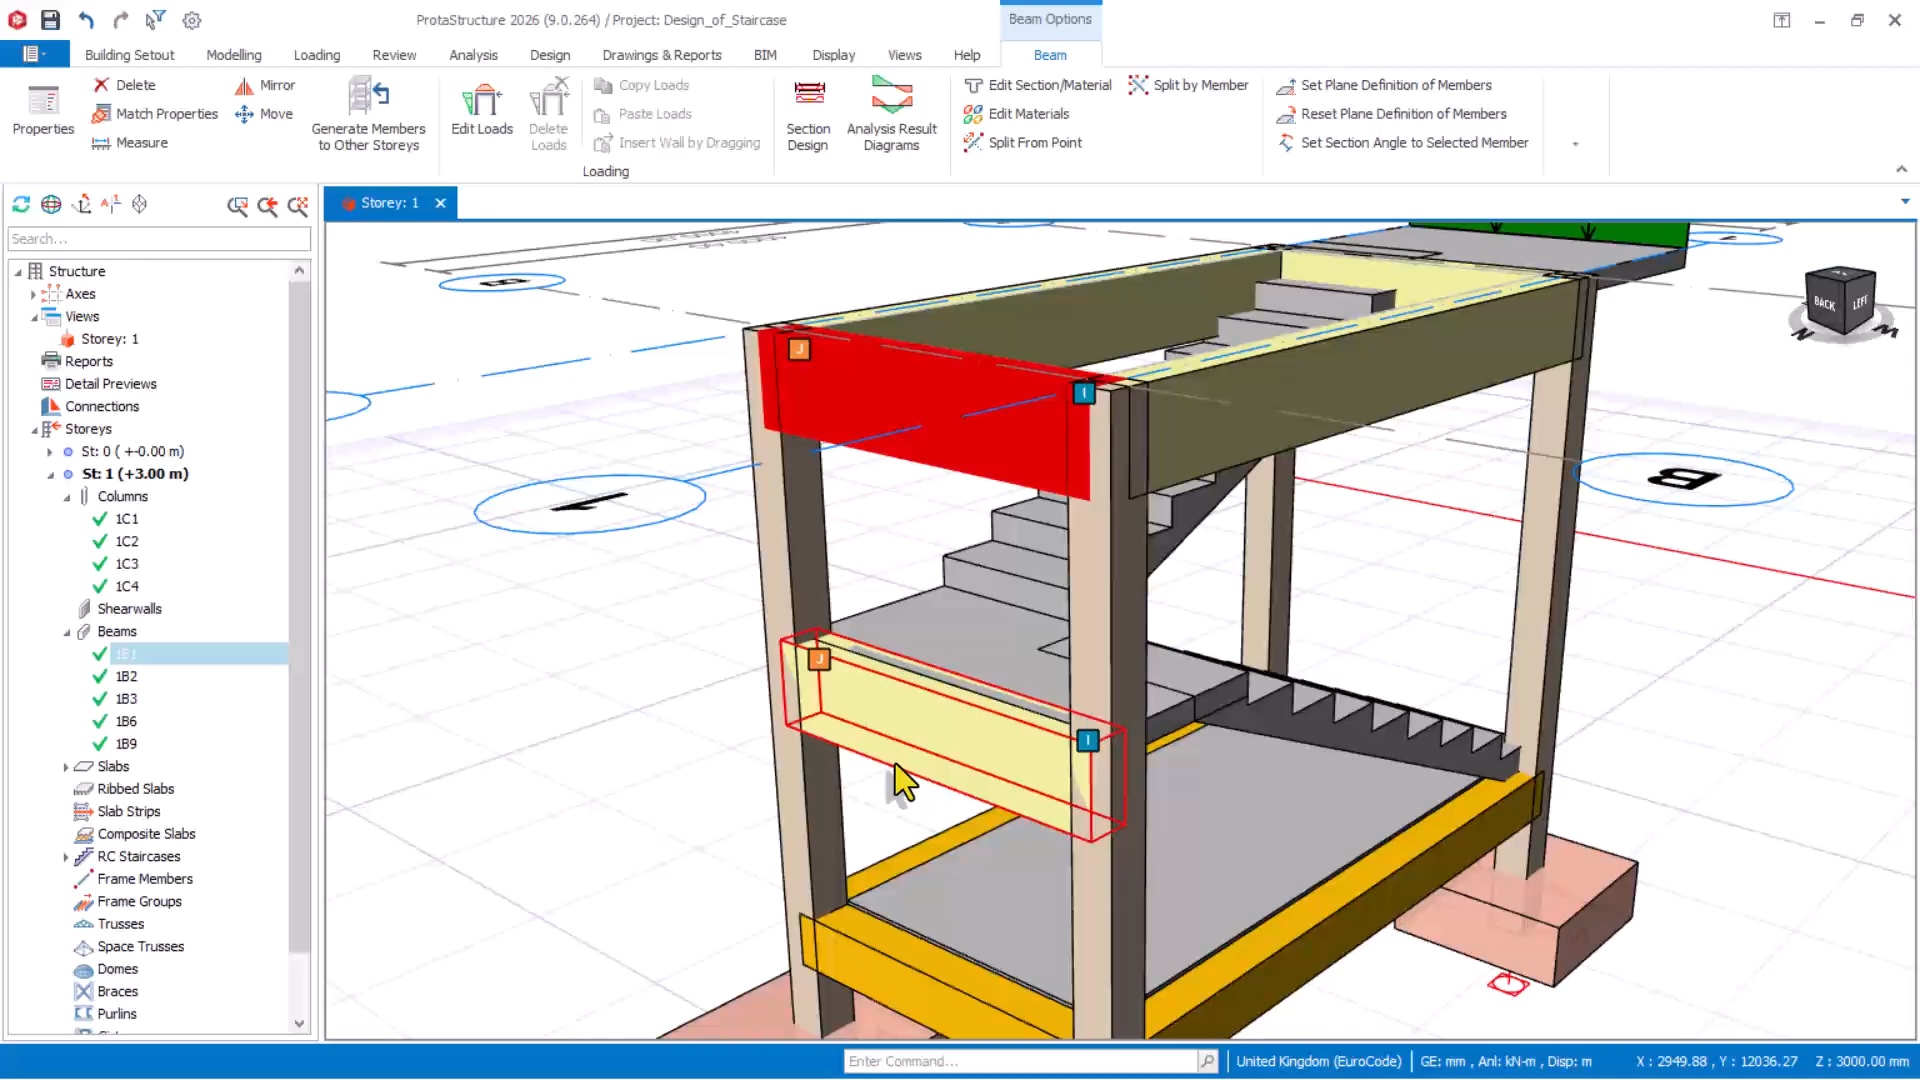 ProtaStructure 2026 (9.0.264) / Project: Design_of_Staircase
Beam Options
Building Setout
Modelling
Loading
Review
Analysis
Design
Drawings & Reports
BIM
Display
Views
Help
Beam
Properties
Delete
Match Properties
Measure
Mirror
Move
Generate Members
to Other Storeys
Edit Loads
Delete
Loads
Copy Loads
Paste Loads
Insert Wall by Dragging
Loading
Section
Design
Analysis Result
Diagrams
Edit Section/Material
Edit Materials
Split From Point
Split by Member
Set Plane Definition of Members
Reset Plane Definition of Members
Set Section Angle to Selected Member
Storey: 1
Search...
Structure
Axes
Views
Storey: 1
Reports
Detail Previews
Connections
Storeys
St: 0 ( +-0.00 m)
St: 1 (+3.00 m)
Columns
1C1
1C2
1C3
1C4
Shearwalls
Beams
1B1
1B2
1B3
1B6
1B9
Slabs
Ribbed Slabs
Slab Strips
Composite Slabs
RC Staircases
Frame Members
Frame Groups
Trusses
Space Trusses
Domes
Braces
Purlins
B
J
I
BACK
LEFT
N
1
B
J
I
Enter Command...
United Kingdom (EuroCode)
GE: mm , Anl: kN-m , Disp: m
X : 2949.88 , Y : 12036.27
Z : 3000.00 mm